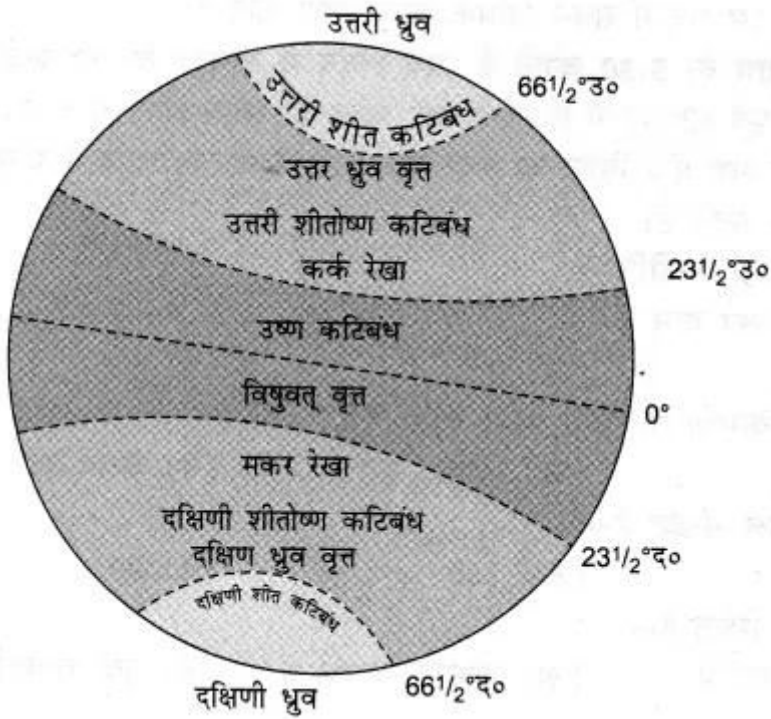 उत्तरी ध्रुव
उत्तरी शीत कटिबंध
66½°उ०
उत्तर ध्रुव वृत्त
उत्तरी शीतोष्ण कटिबंध
कर्क रेखा
23½°उ०
उष्ण कटिबंध
विषुवत् वृत्त
0°
मकर रेखा
दक्षिणी शीतोष्ण कटिबंध
दक्षिण ध्रुव वृत्त
23½°द०
दक्षिणी शीत कटिबंध
दक्षिणी ध्रुव
66½°द०